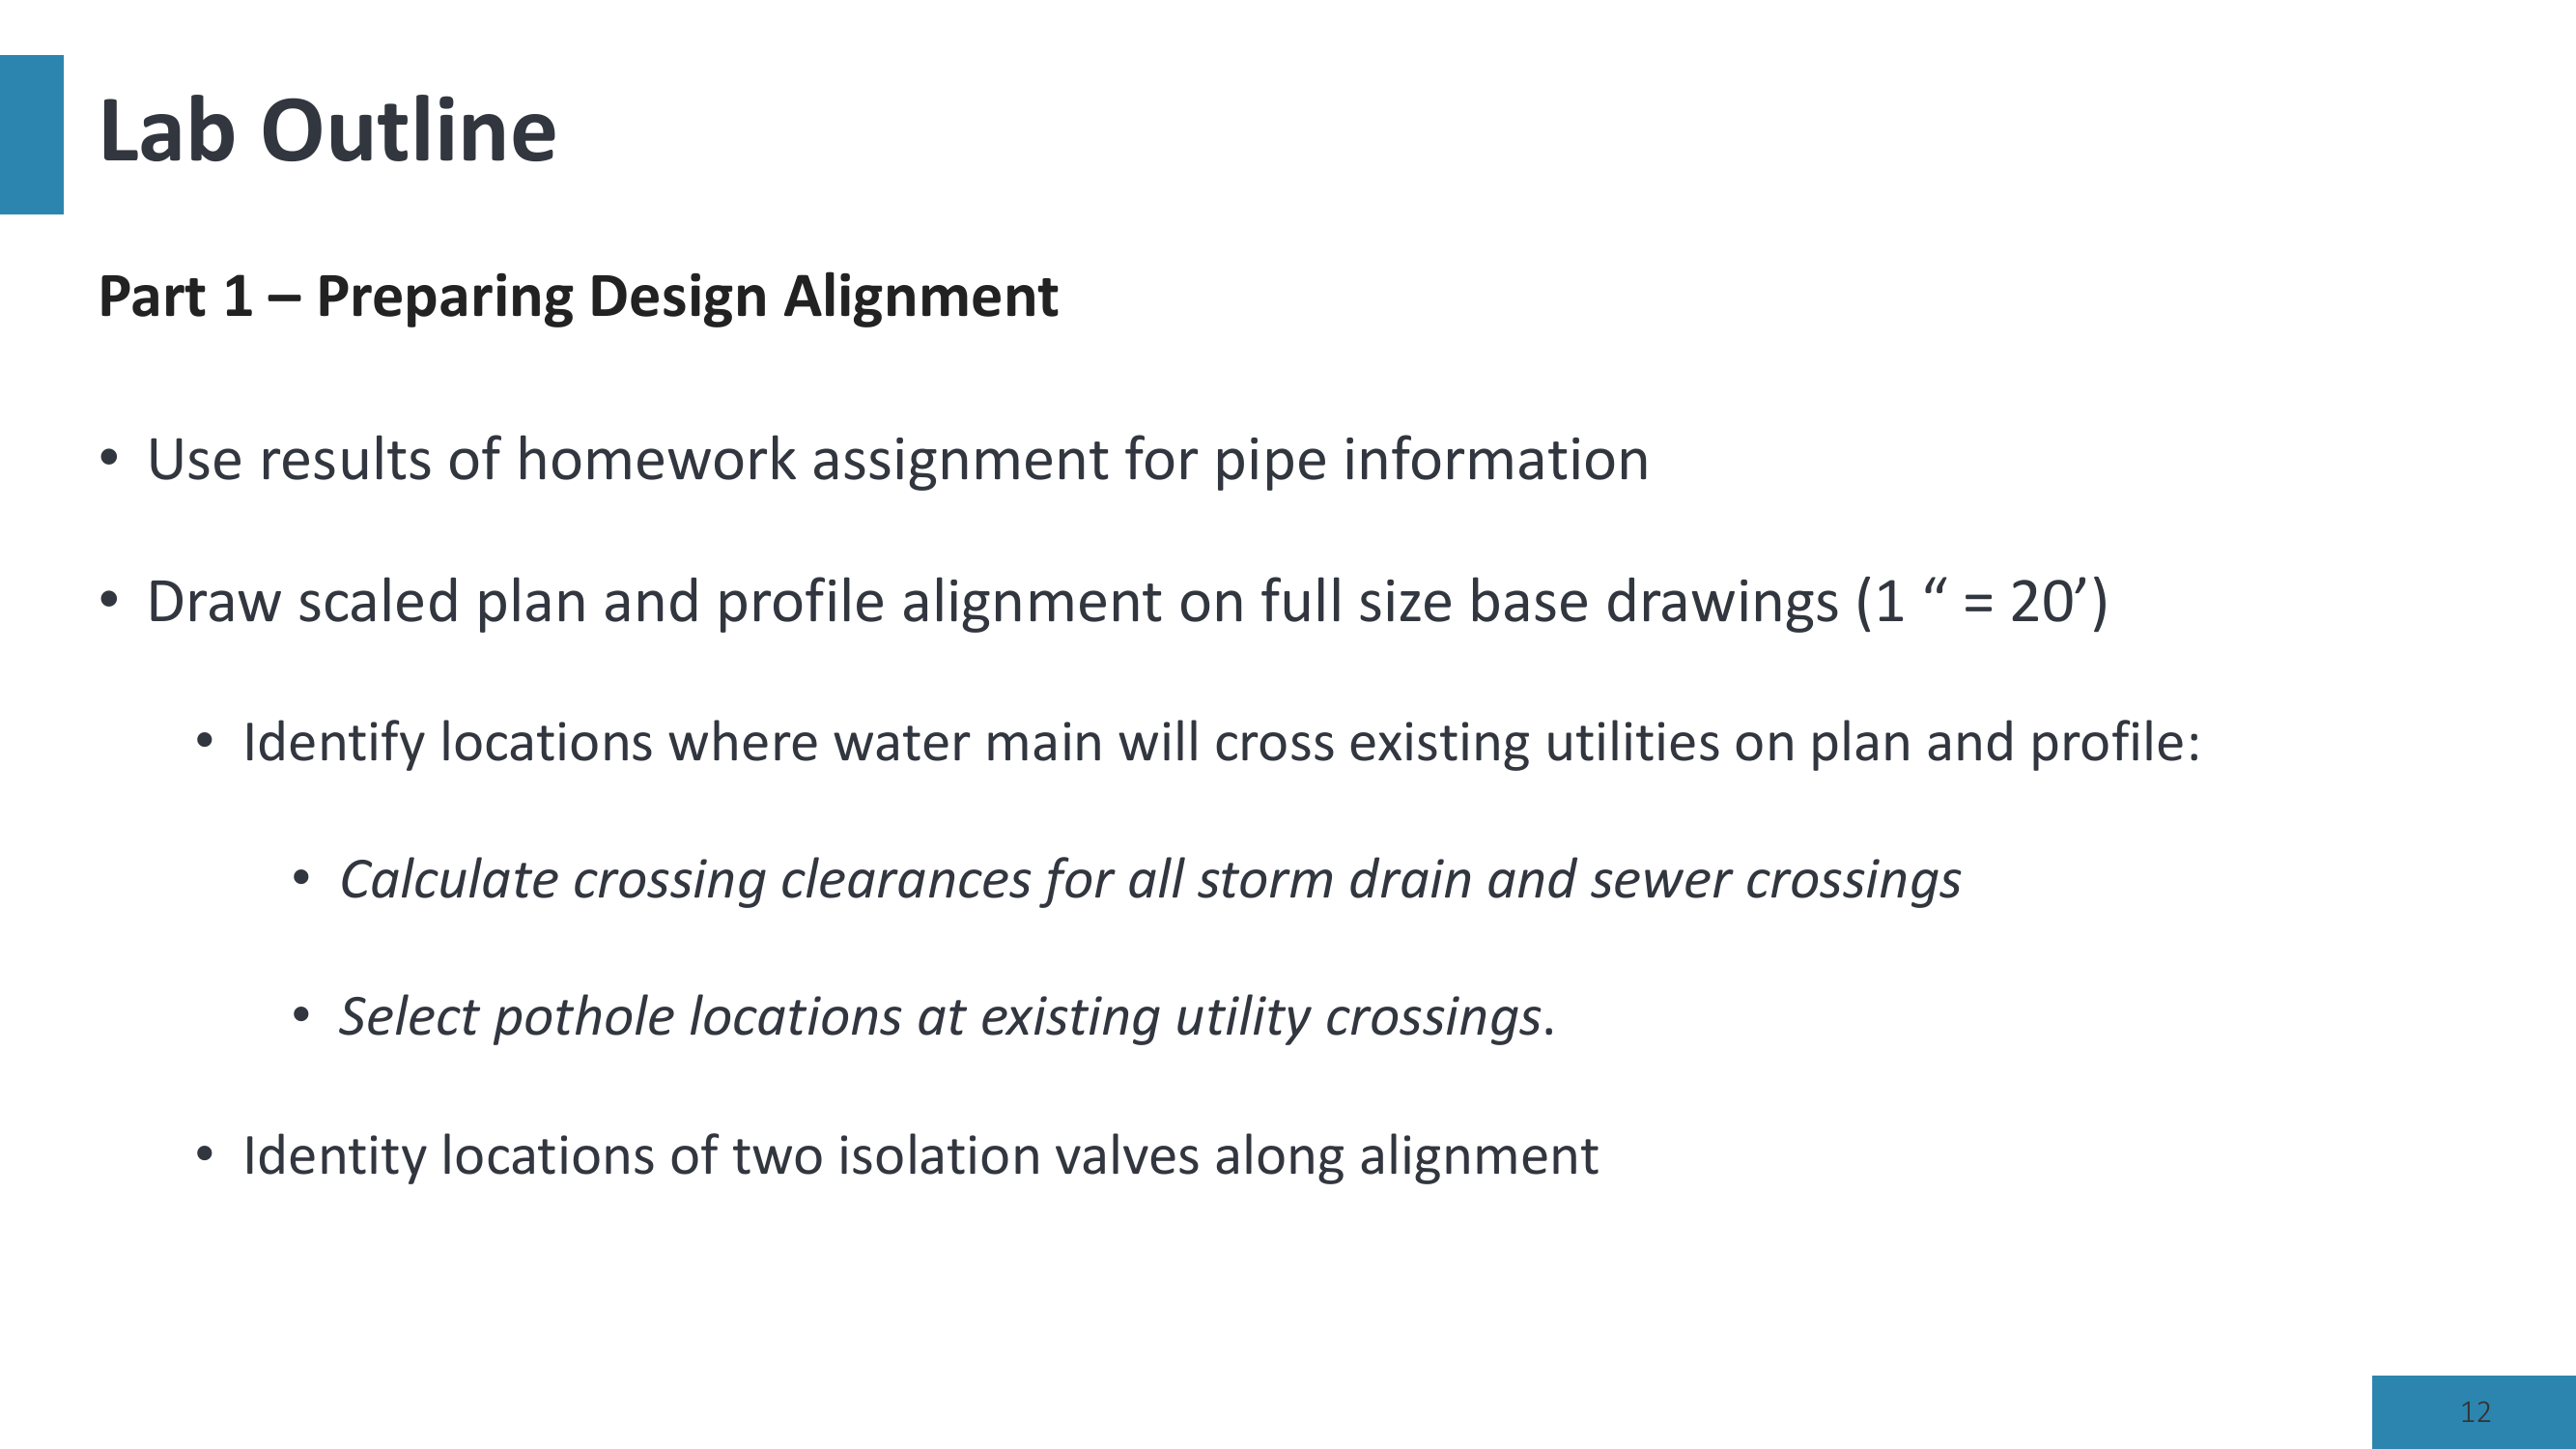 Lab Outline
Part 1 – Preparing Design Alignment
• Use results of homework assignment for pipe information
• Draw scaled plan and profile alignment on full size base drawings (1 “ = 20’)
• Identify locations where water main will cross existing utilities on plan and profile:
• Calculate crossing clearances for all storm drain and sewer crossings
• Select pothole locations at existing utility crossings.
• Identity locations of two isolation valves along alignment
12